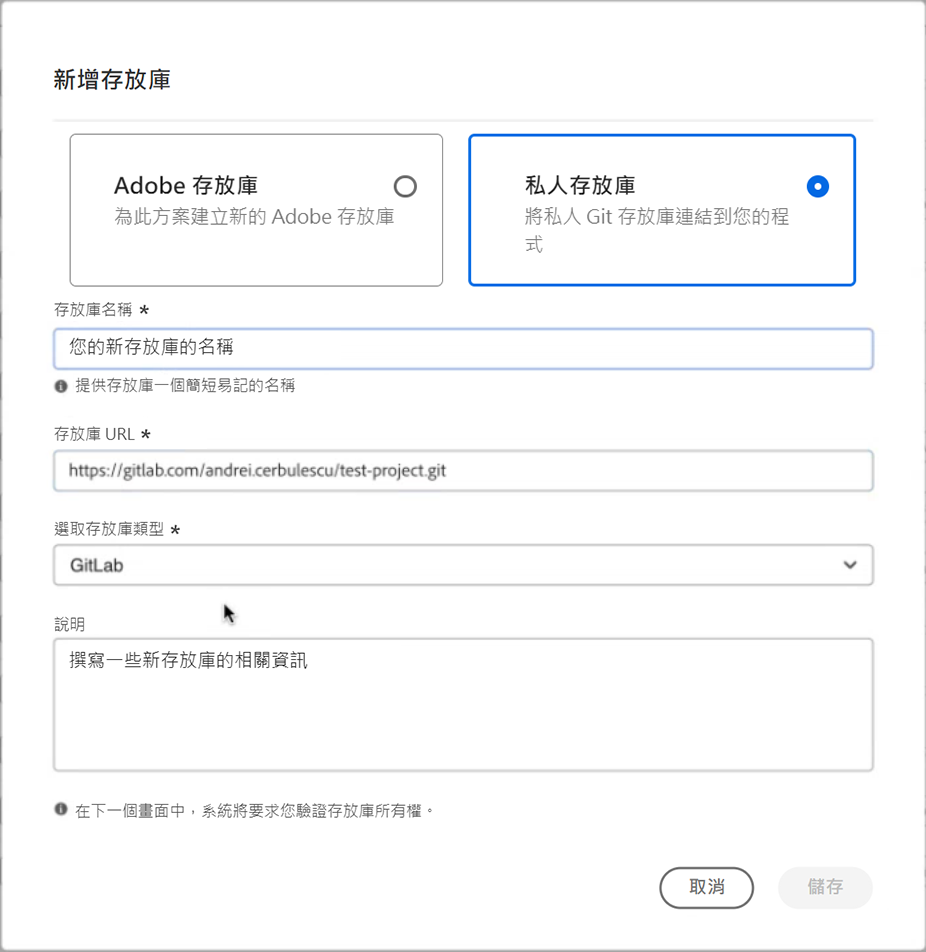 新增存放庫
Adobe 存放庫
為此方案建立新的 Adobe 存放庫
私人存放庫
將私人 Git 存放庫連結到您的程
式
存放庫名稱 *
您的新存放庫的名稱
提供存放庫一個簡短易記的名稱
存放庫 URL *
https://gitlab.com/andrei.cerbulescu/test-project.git
選取存放庫類型 *
GitLab
說明
撰寫一些新存放庫的相關資訊
在下一個畫面中，系統將要求您驗證存放庫所有權。
取消
儲存